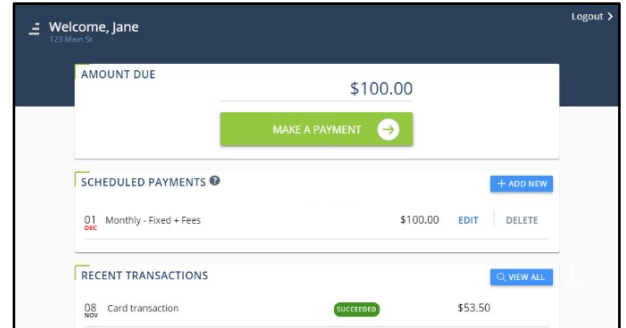 Logout >
Welcome, Jane
123 Main St
AMOUNT DUE
$100.00
MAKE A PAYMENT
SCHEDULED PAYMENTS ?
+ ADD NEW
01 Monthly - Fixed + Fees $100.00 EDIT DELETE
DEC
RECENT TRANSACTIONS
VIEW ALL
1
08 Card transaction SUCCEEDED $53.50
NOV